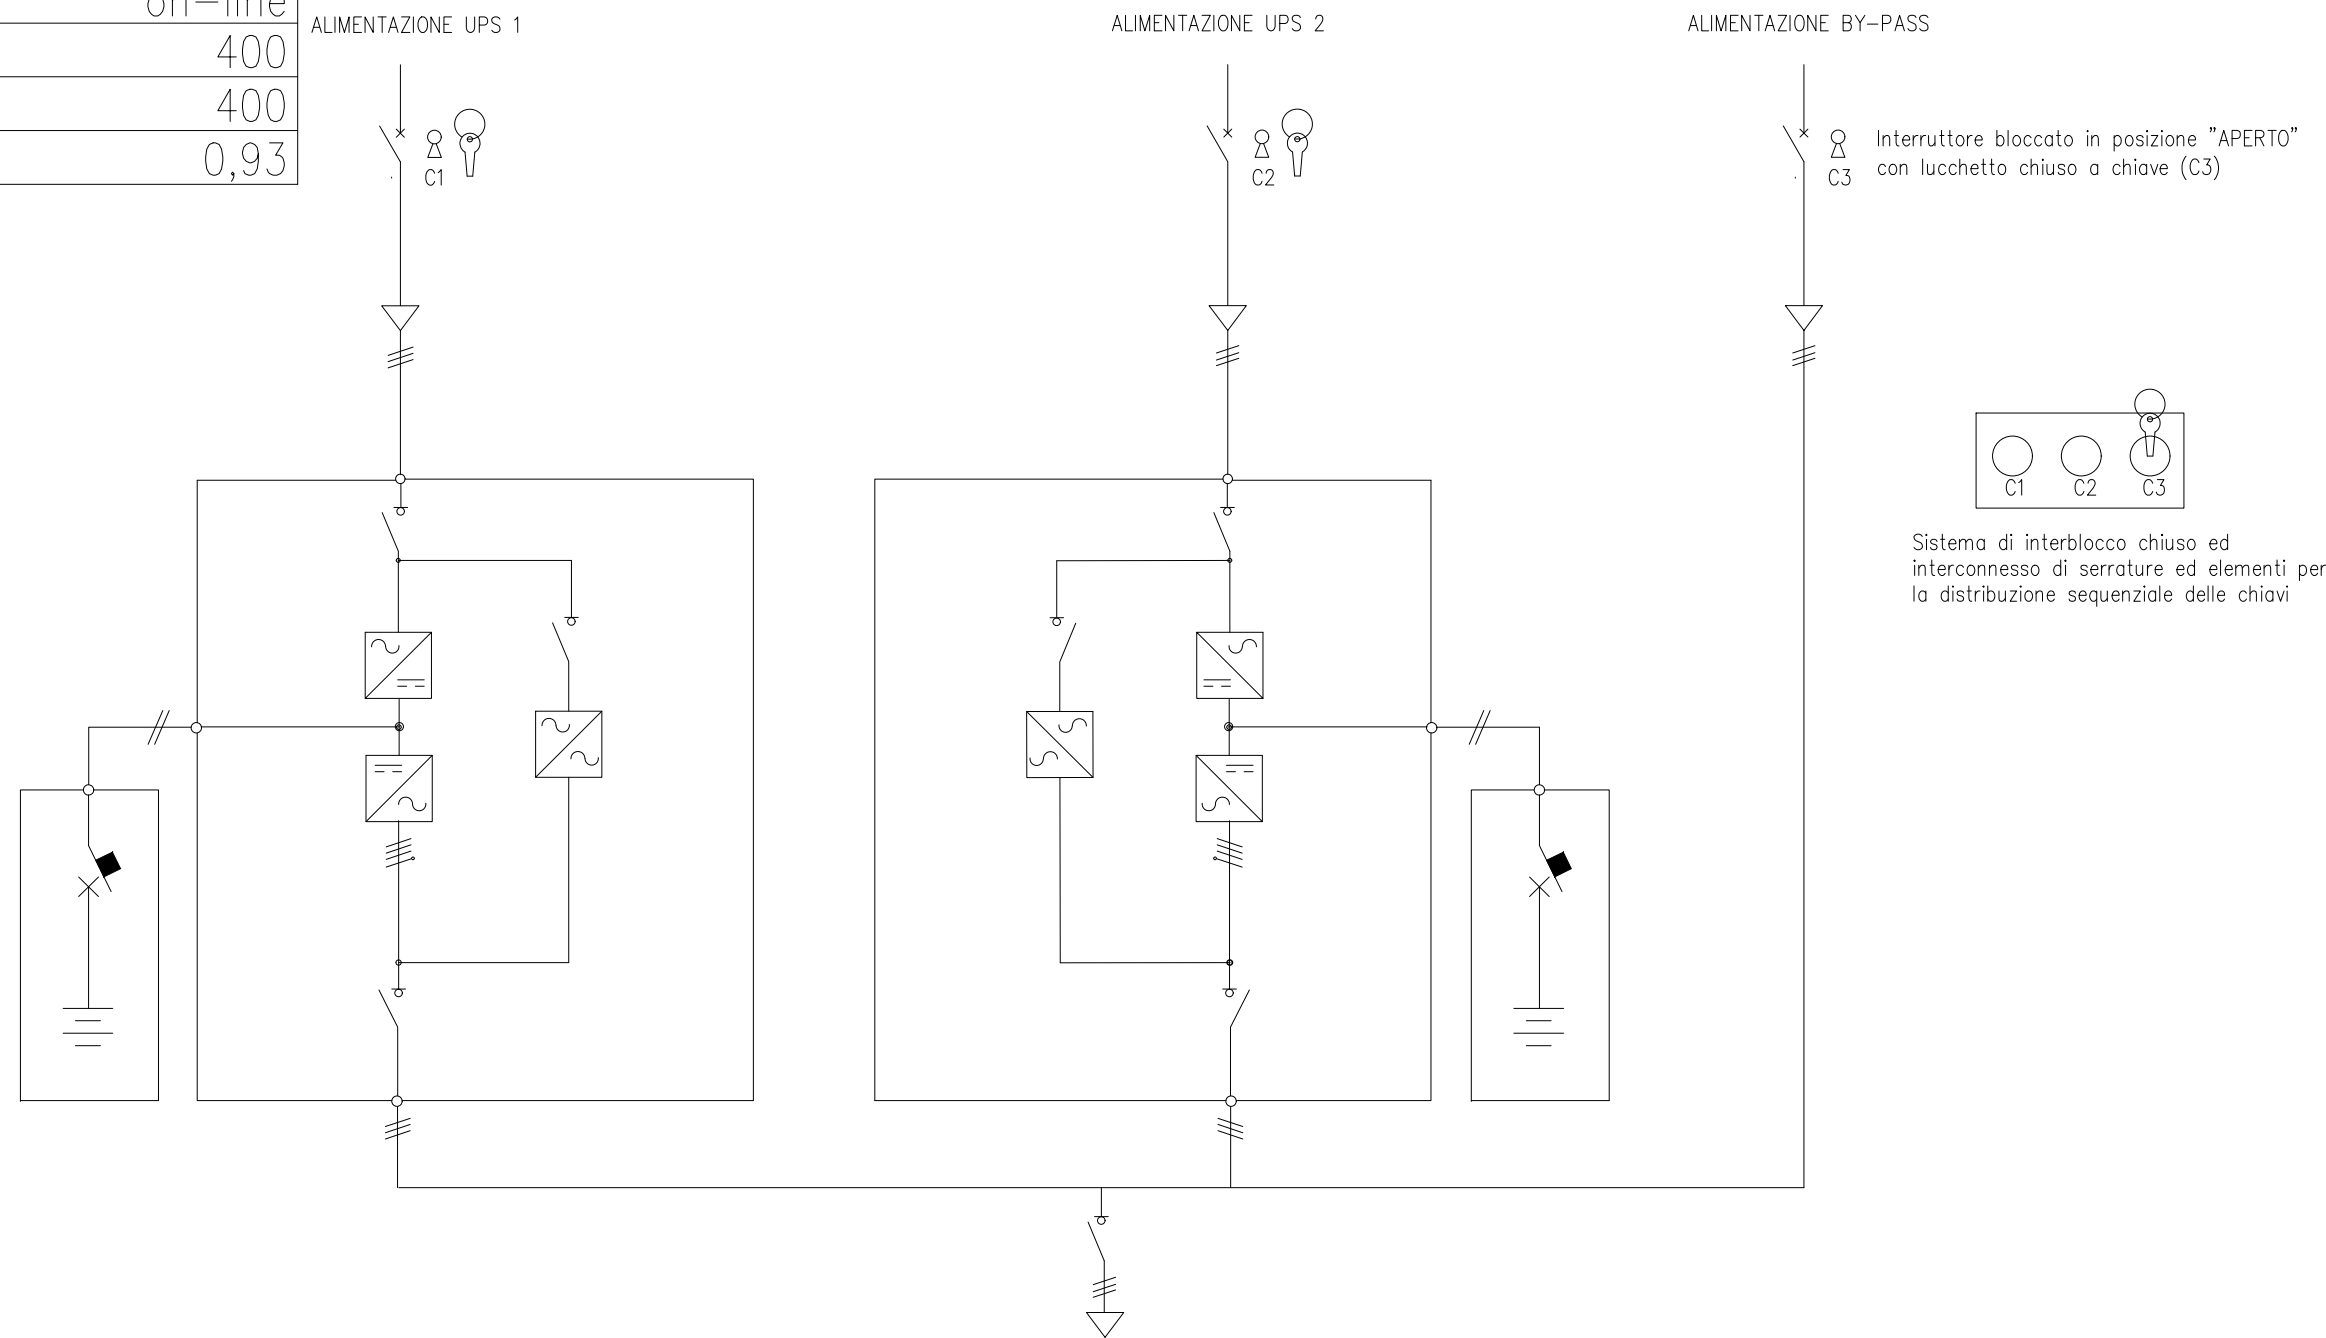 on-line
400
400
0,93
ALIMENTAZIONE UPS 1
ALIMENTAZIONE UPS 2
ALIMENTAZIONE BY-PASS
C1
C2
C3
Interruttore bloccato in posizione "APERTO"
con lucchetto chiuso a chiave (C3)
C1
C2
C3
Sistema di interblocco chiuso ed
interconnesso di serrature ed elementi per
la distribuzione sequenziale delle chiavi